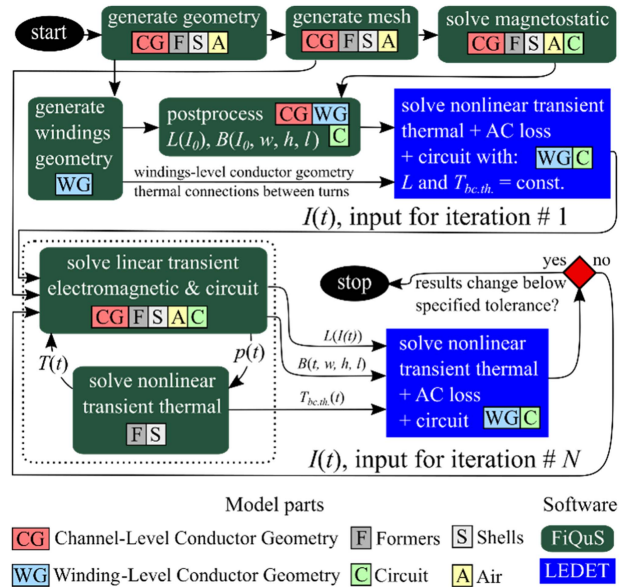 start
generate geometry
CG F S A
generate mesh
CG F S A
solve magnetostatic
CG F S A C
generate
windings
geometry
WG
postprocess CG WG
L(I₀), B(I₀, w, h, l) C
solve nonlinear transient
thermal + AC loss
+ circuit with: WG C
L and T_bc.th. = const.
windings-level conductor geometry
thermal connections between turns
I(t), input for iteration # 1
solve linear transient
electromagnetic & circuit
CG F S A C
stop
yes
no
results change below
specified tolerance?
T(t)
p(t)
L(I(t))
B(t, w, h, l)
T_bc.th.(t)
solve nonlinear
transient thermal
F S
solve nonlinear
transient thermal
+ AC loss
+ circuit WG C
I(t), input for iteration # N
Model parts
Software
CG Channel-Level Conductor Geometry F Formers S Shells FiQuS
WG Winding-Level Conductor Geometry C Circuit A Air LEDET